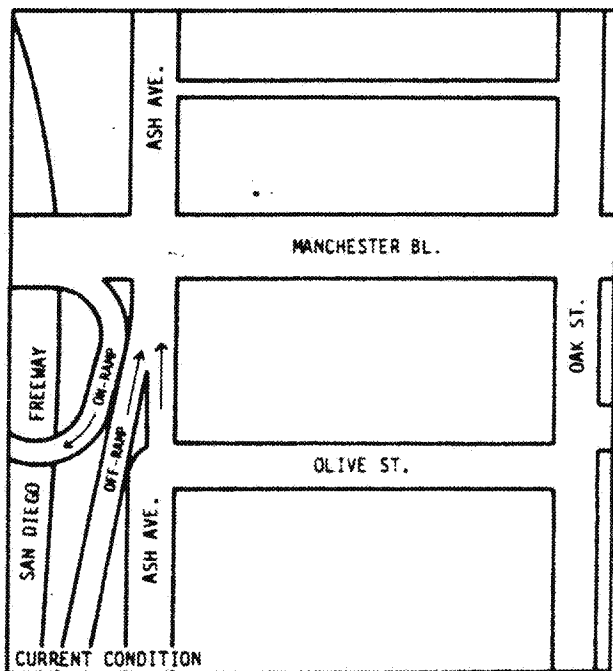 ASH AVE.
MANCHESTER BL.
OAK ST.
FREEWAY
ON-RAMP
OFF-RAMP
OLIVE ST.
SAN DIEGO
ASH AVE.
CURRENT CONDITION